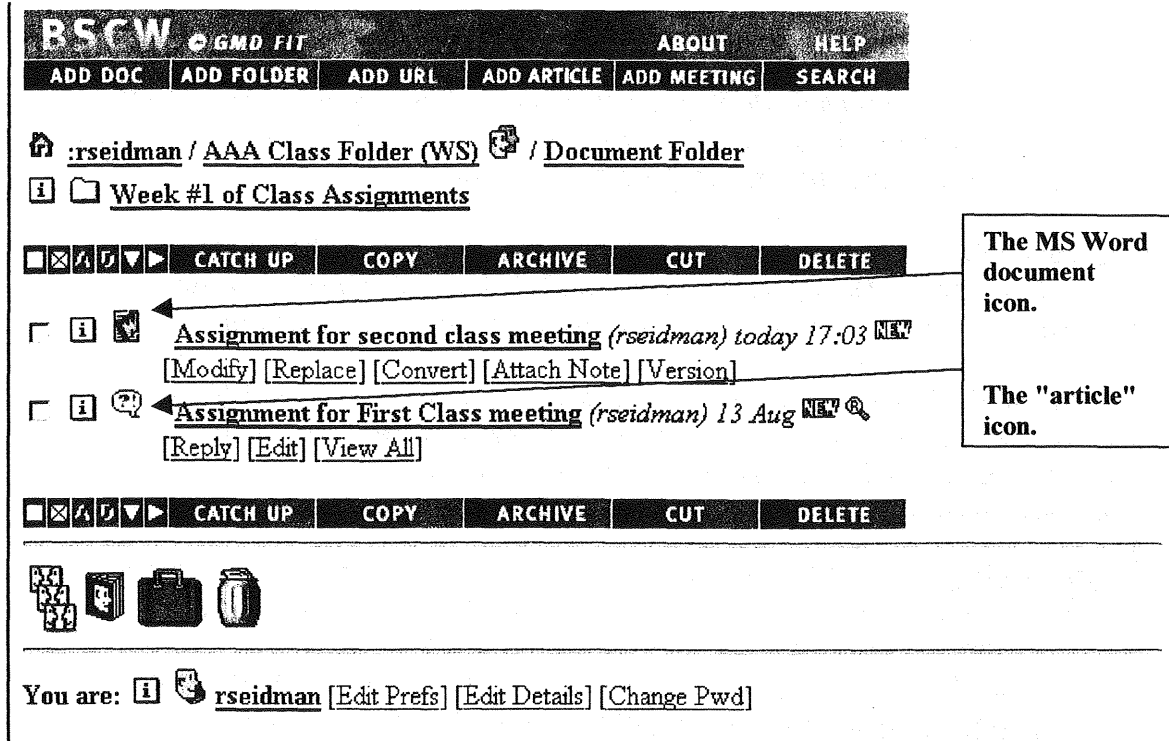 BSCW GMD FIT ABOUT HELP
ADD DOC ADD FOLDER ADD URL ADD ARTICLE ADD MEETING SEARCH
:rseidman / AAA Class Folder (WS) / Document Folder
i Week #1 of Class Assignments
CATCH UP COPY ARCHIVE CUT DELETE
The MS Word
document
icon.
i Assignment for second class meeting (rseidman) today 17:03 NEW
[Modify] [Replace] [Convert] [Attach Note] [Version]
The "article"
icon.
i ?! Assignment for First Class meeting (rseidman) 13 Aug NEW R
[Reply] [Edit] [View All]
CATCH UP COPY ARCHIVE CUT DELETE
You are: i rseidman [Edit Prefs] [Edit Details] [Change Pwd]